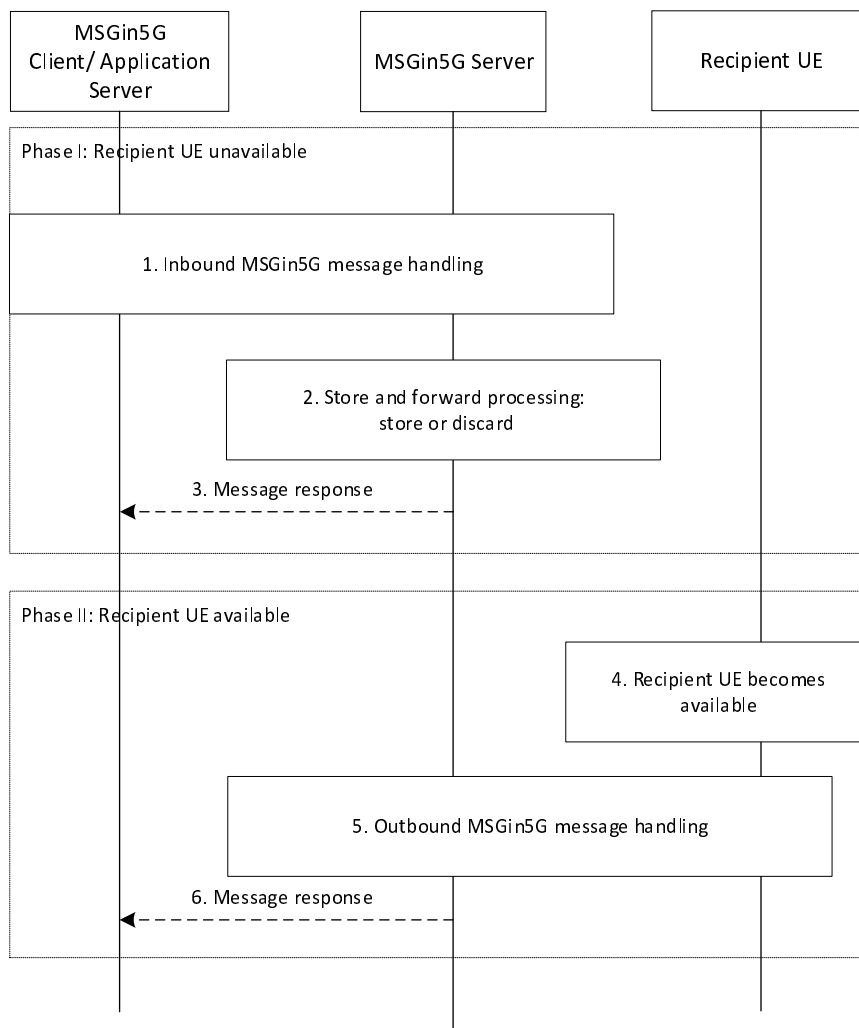 MSGin5G
Client/ Application
Server
MSGin5G Server
Recipient UE
Phase I: Recipient UE unavailable
1. Inbound MSGin5G message handling
2. Store and forward processing:
store or discard
3. Message response
Phase II: Recipient UE available
4. Recipient UE becomes
available
5. Outbound MSGin5G message handling
6. Message response